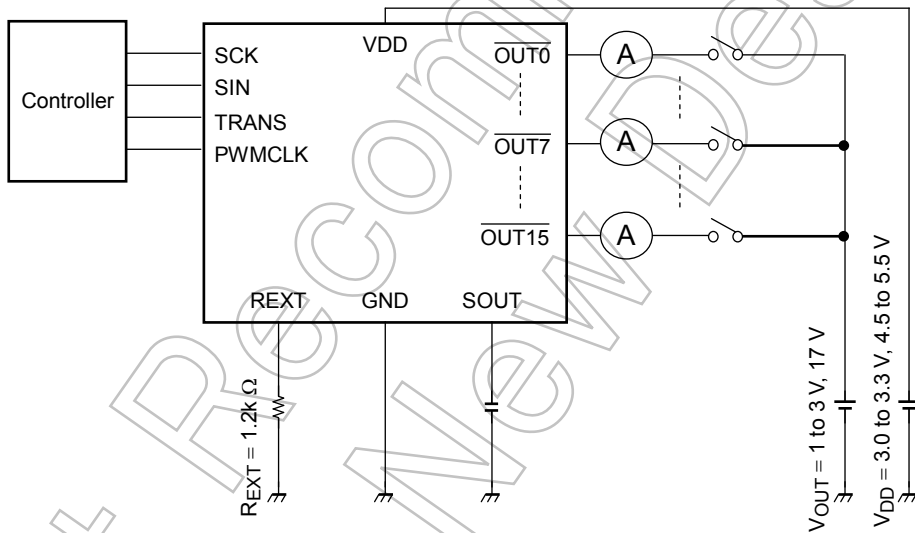 Controller
SCK
SIN
TRANS
PWMCLK
VDD
OUT0
OUT7
OUT15
A
A
A
REXT
GND
SOUT
REXT = 1.2k Ω
VOUT = 1 to 3 V, 17 V
VDD = 3.0 to 3.3 V, 4.5 to 5.5 V